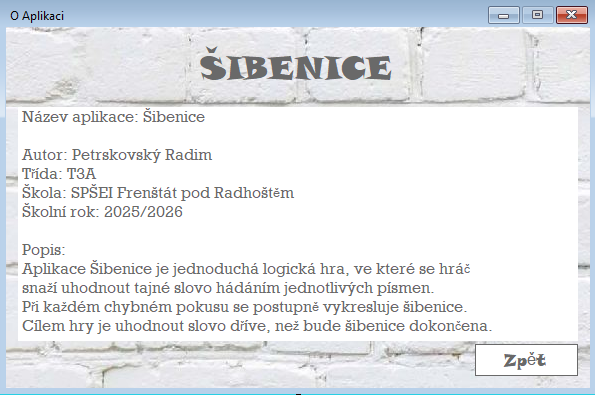 O Aplikaci
ŠIBENICE
Název aplikace: Šibenice
Autor: Petrskovský Radim
Třída: T3A
Škola: SPŠEI Frenštát pod Radhoštěm
Školní rok: 2025/2026
Popis:
Aplikace Šibenice je jednoduchá logická hra, ve které se hráč
snaží uhodnout tajné slovo hádáním jednotlivých písmen.
Při každém chybném pokusu se postupně vykresluje šibenice.
Cílem hry je uhodnout slovo dříve, než bude šibenice dokončena.
Zpět